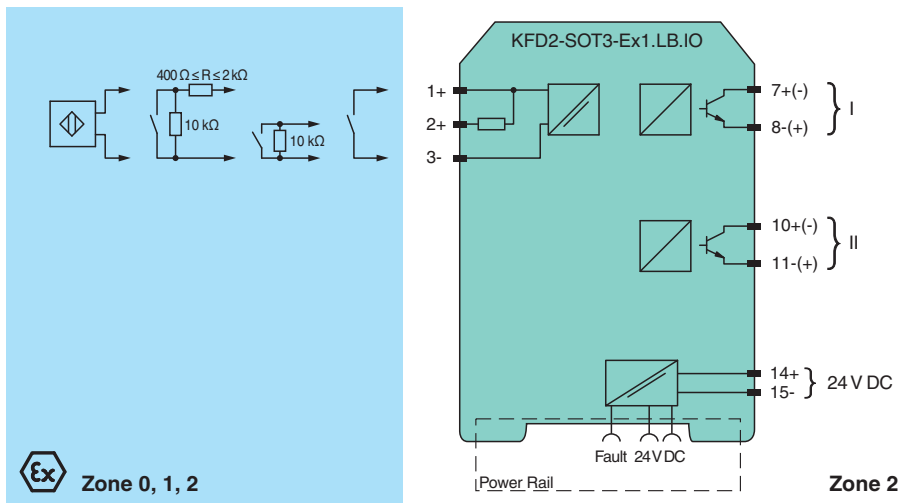 KFD2-SOT3-Ex1.LB.IO
400 Ω ≤ R ≤ 2 kΩ
10 kΩ
10 kΩ
1+
2+
3-
7+(-)
8-(+)
I
10+(-)
11-(+)
II
14+
15-
24 V DC
Fault 24 V DC
Power Rail
Ex Zone 0, 1, 2
Zone 2